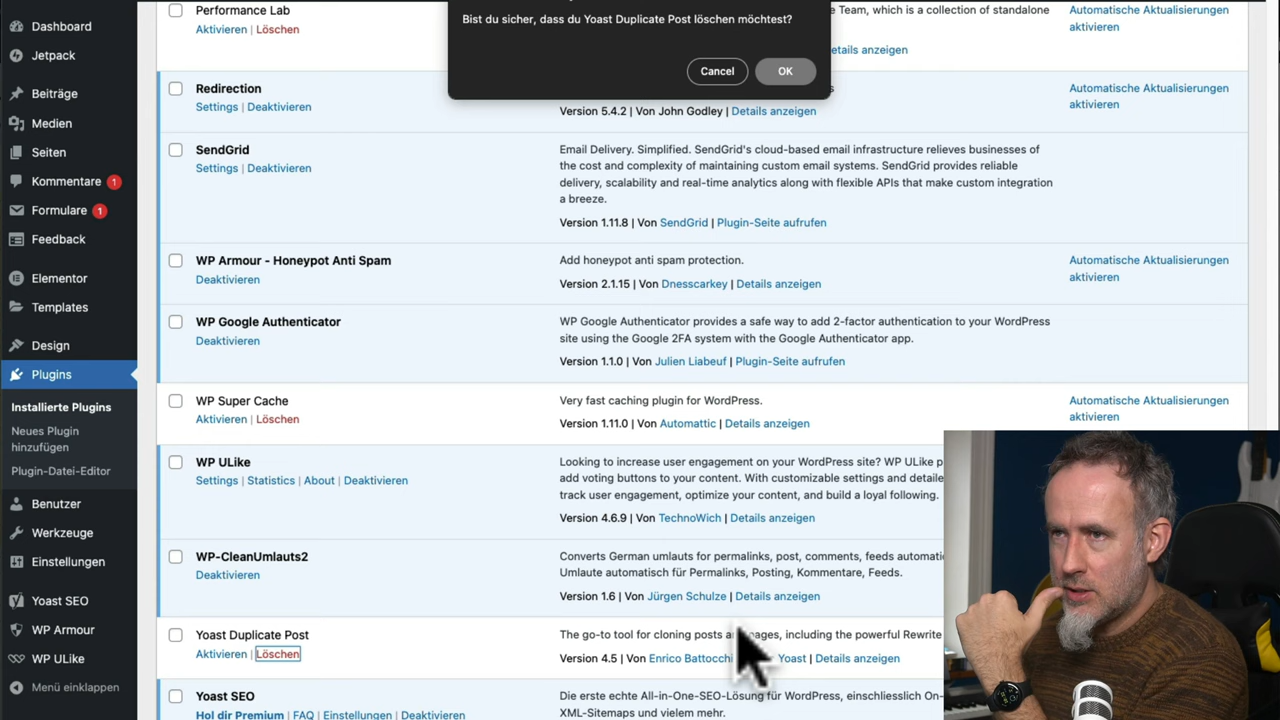 Dashboard
Jetpack
Beiträge
Medien
Seiten
Kommentare 1
Formulare 1
Feedback
Elementor
Templates
Design
Plugins
Installierte Plugins
Neues Plugin
hinzufügen
Plugin-Datei-Editor
Benutzer
Werkzeuge
Einstellungen
Yoast SEO
WP Armour
WP ULike
Menü einklappen
Bist du sicher, dass du Yoast Duplicate Post löschen möchtest?
Cancel OK
Performance Lab
Aktivieren | Löschen
Team, which is a collection of standalone
etails anzeigen
Automatische Aktualisierungen
aktivieren
Redirection
Settings | Deaktivieren
Version 5.4.2 | Von John Godley | Details anzeigen
Automatische Aktualisierungen
aktivieren
SendGrid
Settings | Deaktivieren
Email Delivery. Simplified. SendGrid's cloud-based email infrastructure relieves businesses of
the cost and complexity of maintaining custom email systems. SendGrid provides reliable
delivery, scalability and real-time analytics along with flexible APIs that make custom integration
a breeze.
Version 1.11.8 | Von SendGrid | Plugin-Seite aufrufen
WP Armour - Honeypot Anti Spam
Deaktivieren
Add honeypot anti spam protection.
Version 2.1.15 | Von Dnesscarkey | Details anzeigen
Automatische Aktualisierungen
aktivieren
WP Google Authenticator
Deaktivieren
WP Google Authenticator provides a safe way to add 2-factor authentication to your WordPress
site using the Google 2FA system with the Google Authenticator app.
Version 1.1.0 | Von Julien Liabeuf | Plugin-Seite aufrufen
WP Super Cache
Aktivieren | Löschen
Very fast caching plugin for WordPress.
Version 1.11.0 | Von Automattic | Details anzeigen
Automatische Aktualisierungen
aktivieren
WP ULike
Settings | Statistics | About | Deaktivieren
Looking to increase user engagement on your WordPress site? WP ULike p
add voting buttons to your content. With customizable settings and detaile
track user engagement, optimize your content, and build a loyal following.
Version 4.6.9 | Von TechnoWich | Details anzeigen
WP-CleanUmlauts2
Deaktivieren
Converts German umlauts for permalinks, post, comments, feeds automati
Umlaute automatisch für Permalinks, Posting, Kommentare, Feeds.
Version 1.6 | Von Jürgen Schulze | Details anzeigen
Yoast Duplicate Post
Aktivieren | Löschen
The go-to tool for cloning posts a ages, including the powerful Rewrite
Version 4.5 | Von Enrico Battocchi Yoast | Details anzeigen
Yoast SEO
Hol dir Premium | FAQ | Einstellungen | Deaktivieren
Die erste echte All-in-One-SEO-Lösung für WordPress, einschliesslich On-
XML-Sitemaps und vielem mehr.